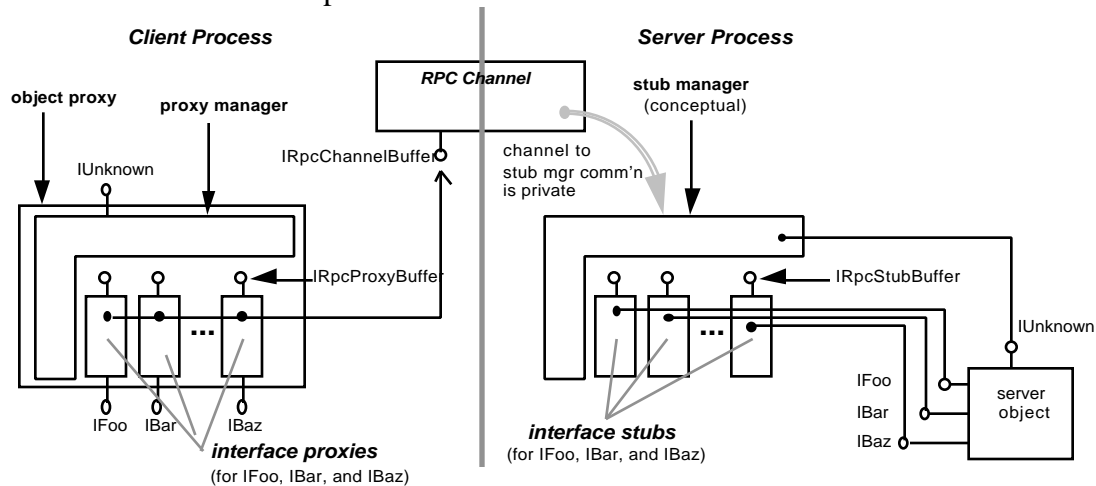 Client Process
Server Process
RPC Channel
object proxy
proxy manager
stub manager
(conceptual)
IUnknown
IRpcChannelBuffer
channel to
stub mgr comm'n
is private
IRpcProxyBuffer
IRpcStubBuffer
...
...
IUnknown
IFoo
IBar
IBaz
server
object
IFoo
IBar
IBaz
interface proxies
(for IFoo, IBar, and IBaz)
interface stubs
(for IFoo, IBar, and IBaz)